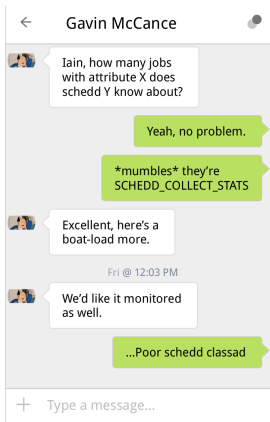 Gavin McCance
Iain, how many jobs
with attribute X does
schedd Y know about?
Yeah, no problem.
*mumbles* they're
SCHEDD_COLLECT_STATS
Excellent, here's a
boat-load more.
Fri @ 12:03 PM
We'd like it monitored
as well.
...Poor schedd classad
Type a message...